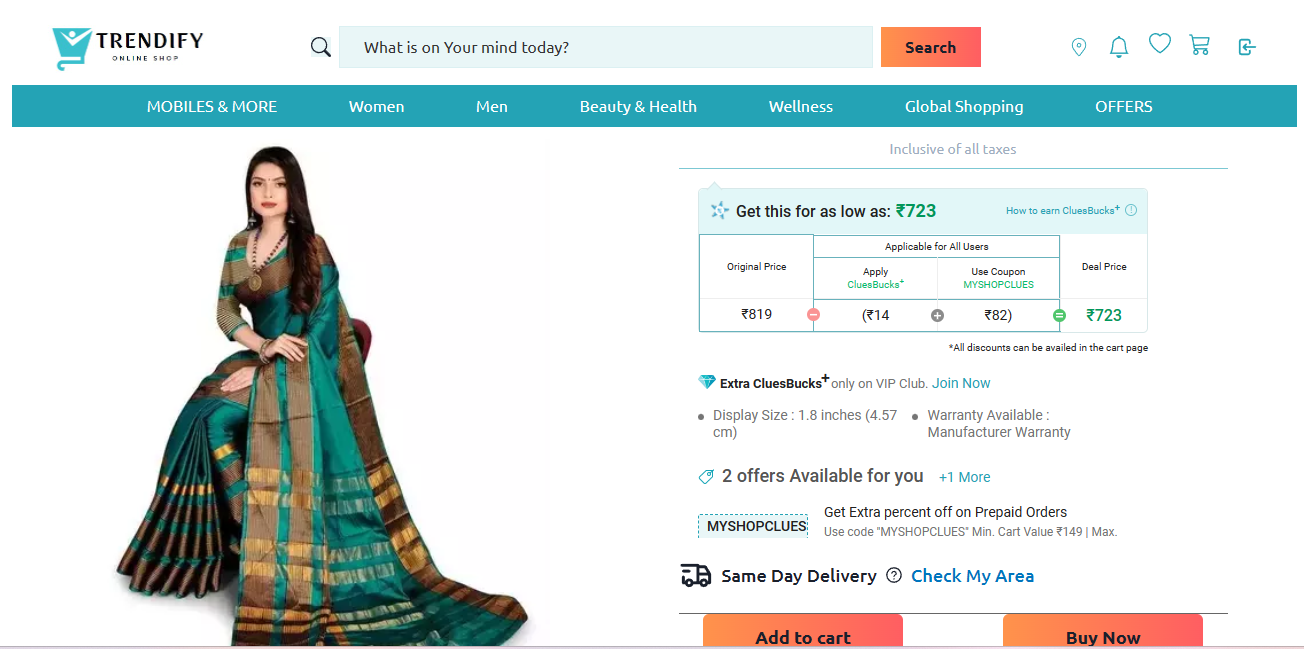 TRENDIFY
ONLINE SHOP
What is on Your mind today?
Search
MOBILES & MORE Women Men Beauty & Health Wellness Global Shopping OFFERS
Inclusive of all taxes
Get this for as low as: ₹723 How to earn CluesBucks+
Original Price
Applicable for All Users
Apply
CluesBucks+
Use Coupon
MYSHOPCLUES
Deal Price
₹819 (₹14 ₹82) ₹723
*All discounts can be availed in the cart page
Extra CluesBucks+ only on VIP Club. Join Now
Display Size : 1.8 inches (4.57
cm)
Warranty Available :
Manufacturer Warranty
2 offers Available for you +1 More
MYSHOPCLUES
Get Extra percent off on Prepaid Orders
Use code "MYSHOPCLUES" Min. Cart Value ₹149 | Max.
Same Day Delivery ? Check My Area
Add to cart Buy Now